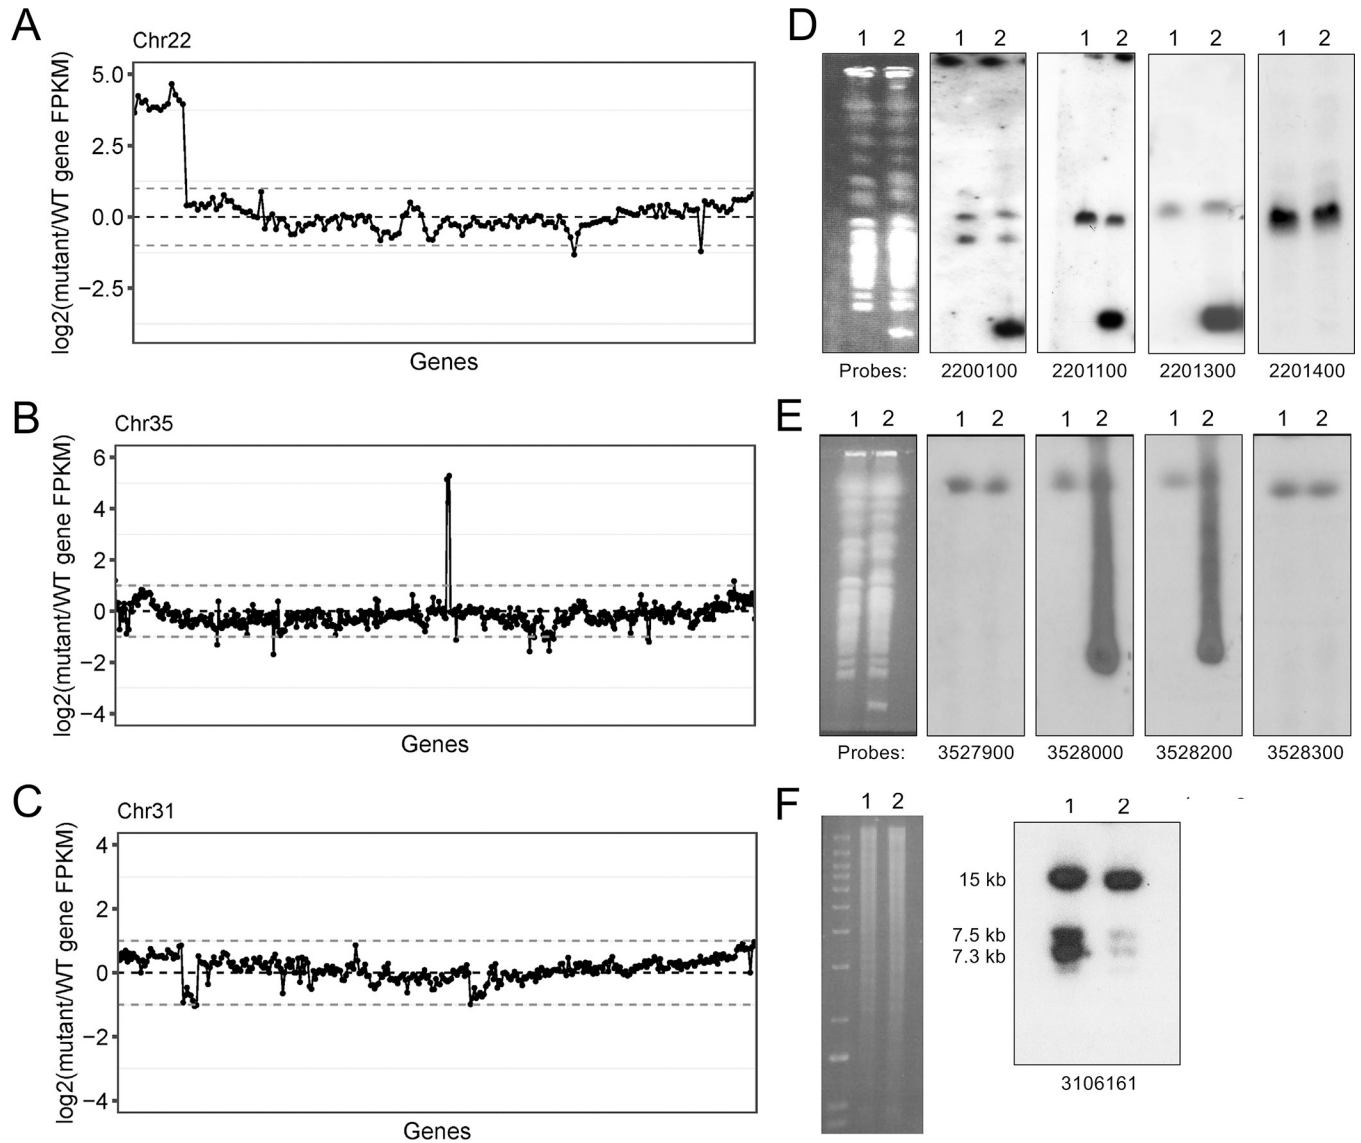 A
Chr22
log2(mutant/WT gene FPKM)
5.0
2.5
0.0
−2.5
Genes
B
Chr35
log2(mutant/WT gene FPKM)
6
4
2
0
−2
−4
Genes
C
Chr31
log2(mutant/WT gene FPKM)
4
2
0
−2
−4
Genes
D
1 2 1 2 1 2 1 2 1 2
Probes: 2200100 2201100 2201300 2201400
E
1 2 1 2 1 2 1 2 1 2
Probes: 3527900 3528000 3528200 3528300
F
1 2 1 2
15 kb
7.5 kb
7.3 kb
3106161